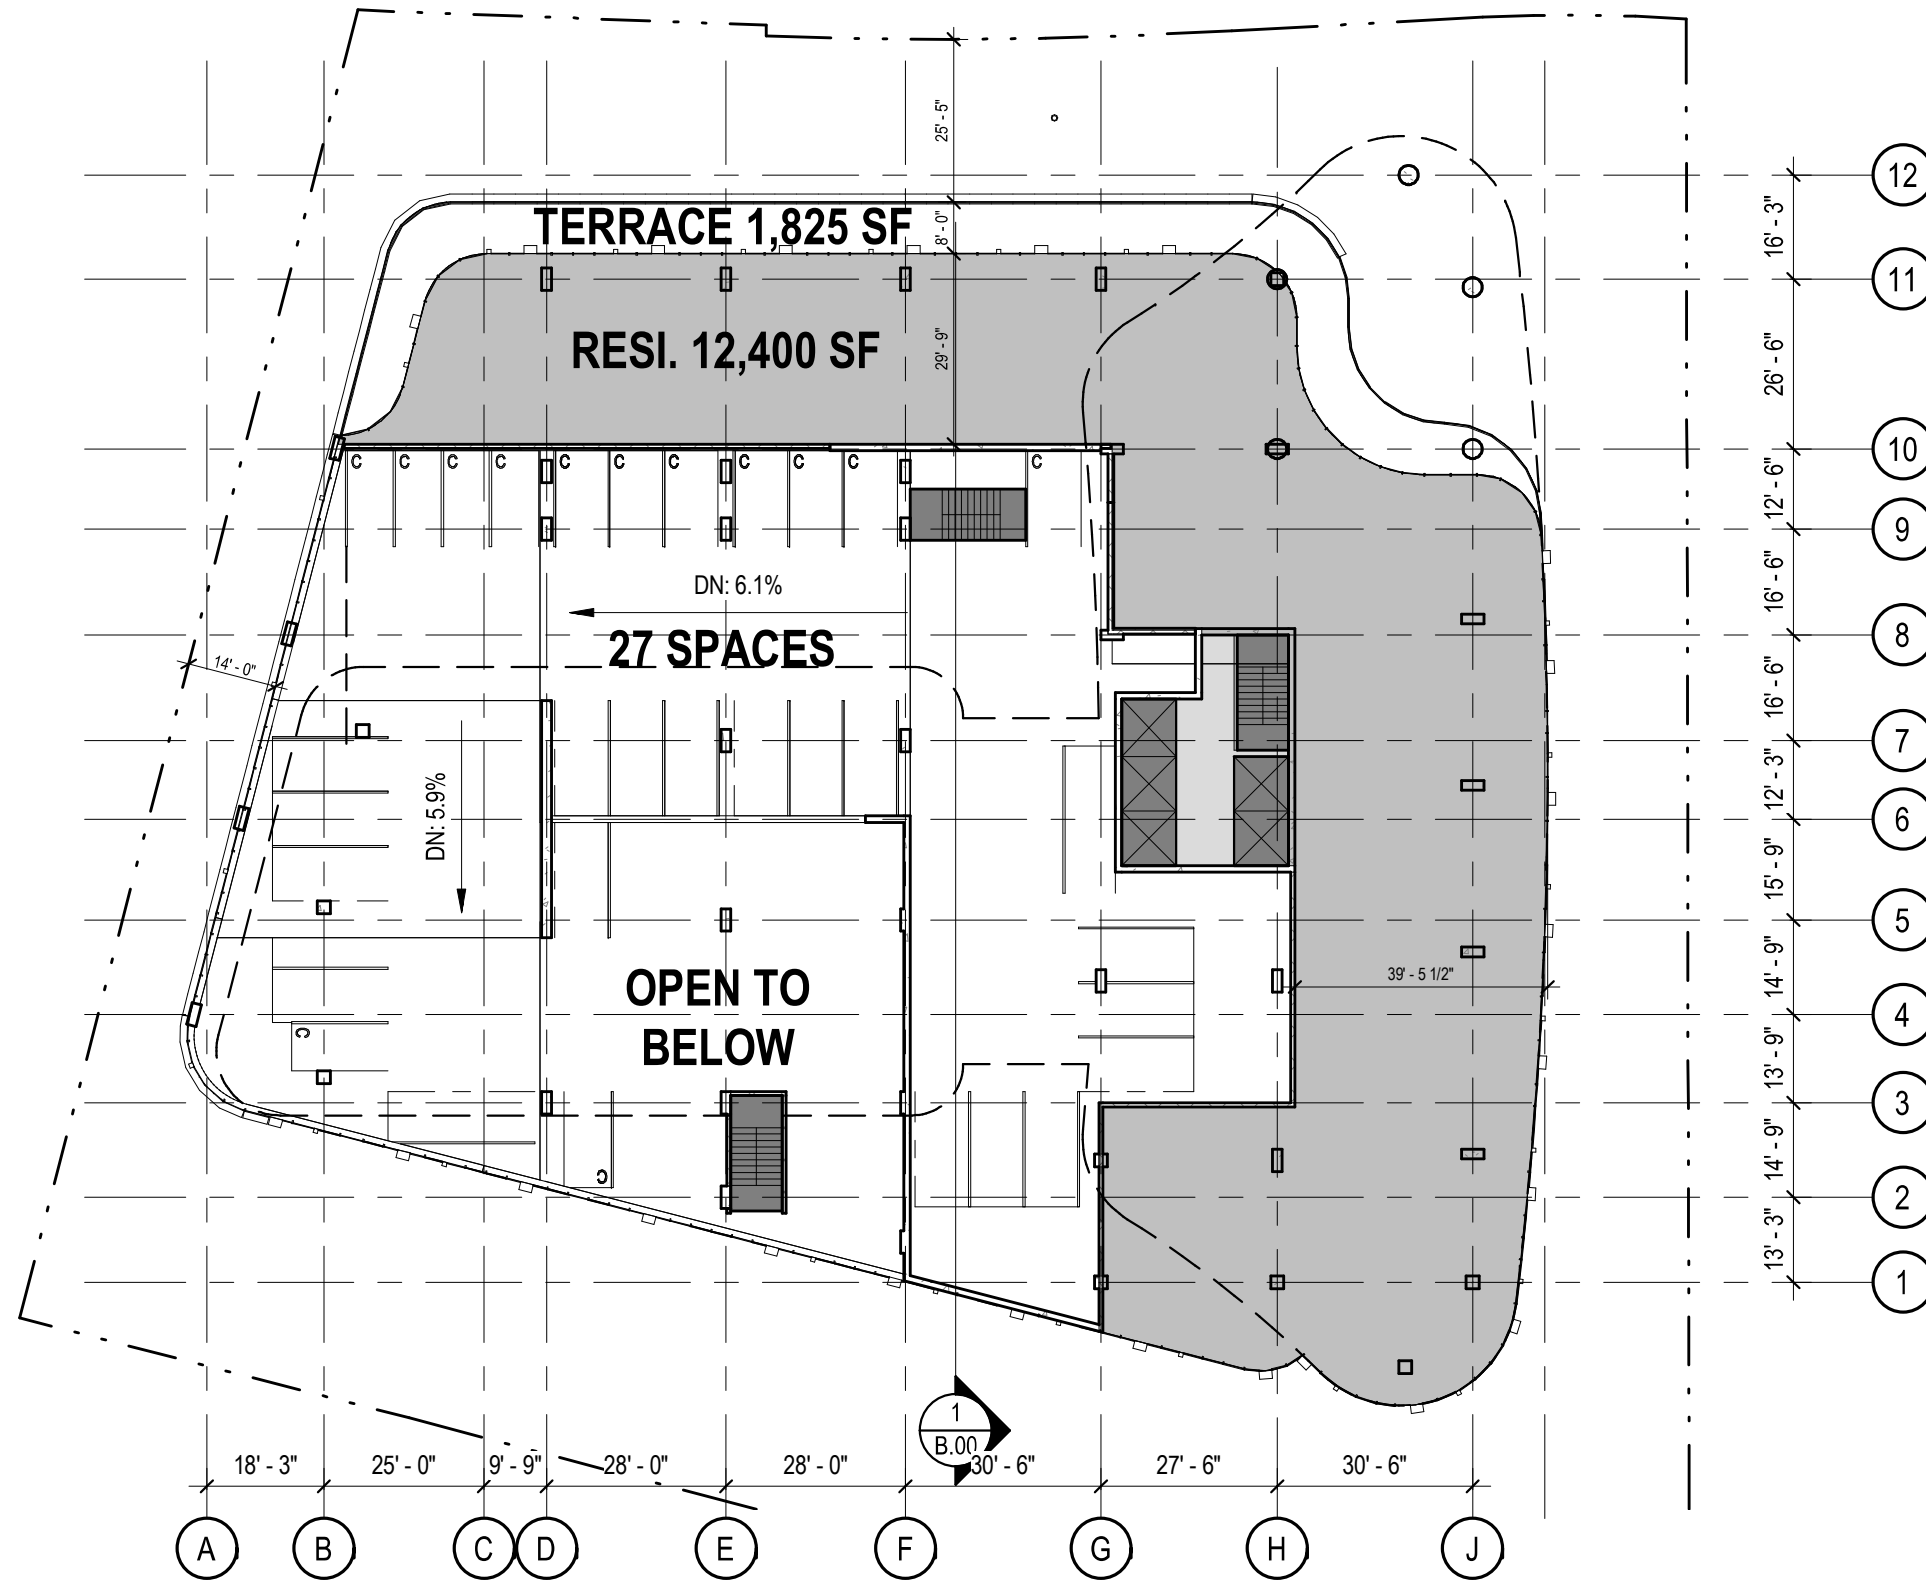 25' - 5"
12
16' - 3"
TERRACE 1,825 SF
8' - 0"
11
RESI. 12,400 SF
29' - 9"
26' - 6"
10
C C C C C C C C C C C
12' - 6"
9
DN: 6.1%
16' - 6"
27 SPACES
8
14' - 0"
16' - 6"
7
DN: 5.9%
12' - 3"
6
15' - 9"
5
OPEN TO
BELOW
39' - 5 1/2"
14' - 9"
4
C
13' - 9"
3
14' - 9"
C
2
13' - 3"
1
1
B.00
18' - 3" 25' - 0" 9' - 9" 28' - 0" 28' - 0" 30' - 6" 27' - 6" 30' - 6"
A B C D E F G H J